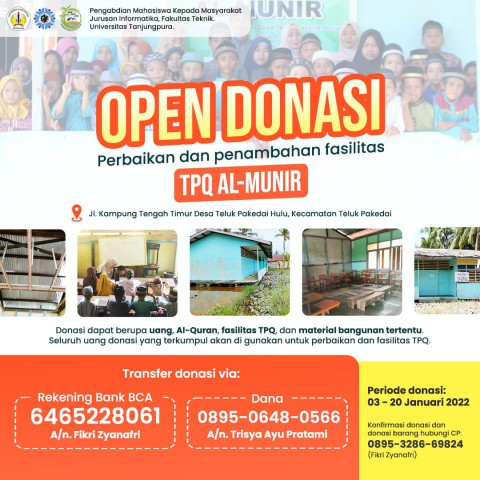 Pengabdian Mahasiswa Kepada Masyarakat
Jurusan Informatika, Fakultas Teknik.
Universitas Tanjungpura.
OPEN DONASI
Perbaikan dan penambahan fasilitas
TPQ AL-MUNIR
Jl. Kampung Tengah Timur Desa Teluk Pakedai Hulu, Kecamatan Teluk Pakedai
Donasi dapat berupa uang, Al-Quran, fasilitas TPQ, dan material bangunan tertentu.
Seluruh uang donasi yang terkumpul akan di gunakan untuk perbaikan dan fasilitas TPQ.
Transfer donasi via:
Rekening Bank BCA
6465228061
A/n. Fikri Zyanafri
Dana
0895-0648-0566
A/n. Trisya Ayu Pratami
Periode donasi:
03 - 20 Januari 2022
Konfirmasi donasi dan
donasi barang hubungi CP:
0895-3286-69824
(Fikri Zyanafri)